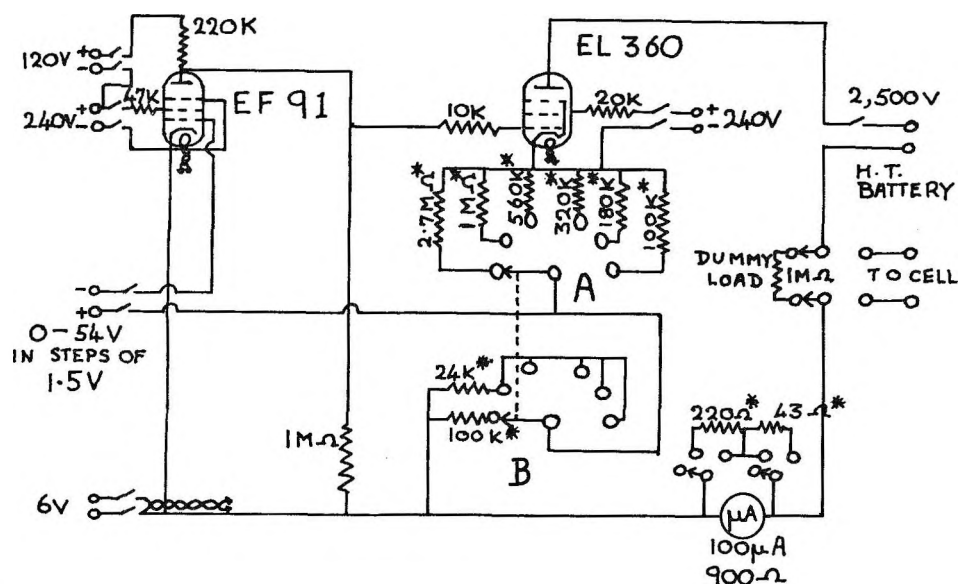 220K
120V
+
-
47K
EF 91
+
240V
-
EL 360
10K
20K
+
-
240V
2,500V
H.T.
BATTERY
2.7MΩ*
1MΩ*
560K*
320K*
180K*
100K*
A
DUMMY
LOAD
1MΩ
TO CELL
-
+
0-54V
IN STEPS OF
1.5V
24K*
100K*
B
1MΩ
220Ω*
43Ω*
6V
μA
100μA
900Ω